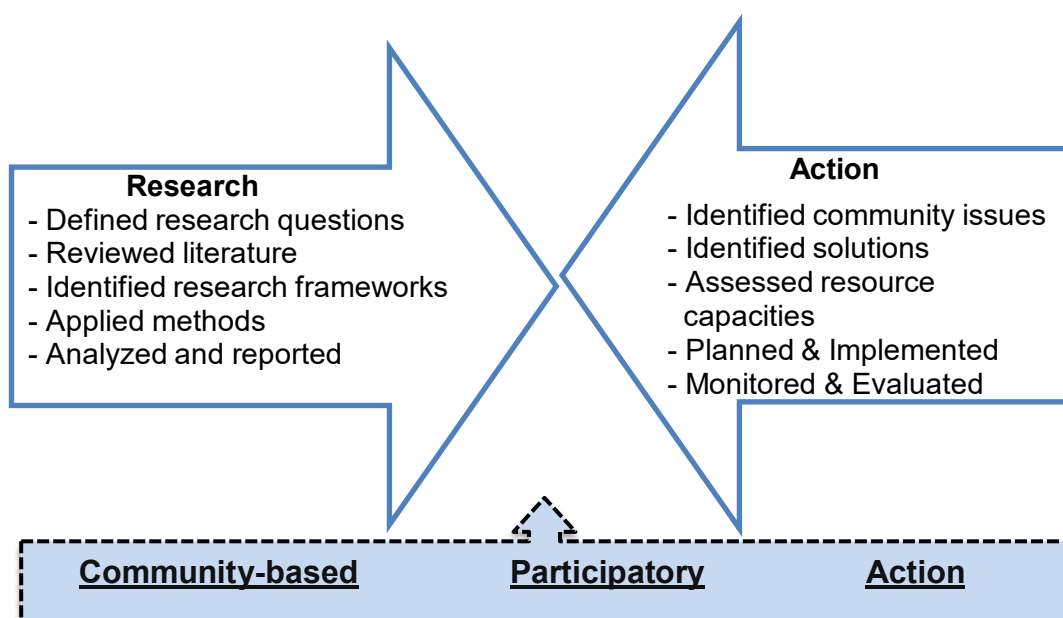 Research
- Defined research questions
- Reviewed literature
- Identified research frameworks
- Applied methods
- Analyzed and reported
Action
- Identified community issues
- Identified solutions
- Assessed resource
capacities
- Planned & Implemented
- Monitored & Evaluated
Community-based Participatory Action